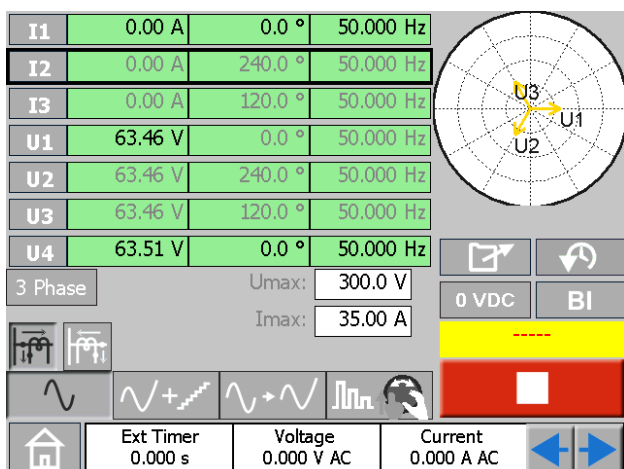 I1 0.00 A 0.0 ° 50.000 Hz
I2 0.00 A 240.0 ° 50.000 Hz
I3 0.00 A 120.0 ° 50.000 Hz
U1 63.46 V 0.0 ° 50.000 Hz
U2 63.46 V 240.0 ° 50.000 Hz
U3 63.46 V 120.0 ° 50.000 Hz
U4 63.51 V 0.0 ° 50.000 Hz
U3
U1
U2
3 Phase
Umax: 300.0 V
Imax: 35.00 A
0 VDC
BI
-----
Ext Timer
0.000 s
Voltage
0.000 V AC
Current
0.000 A AC